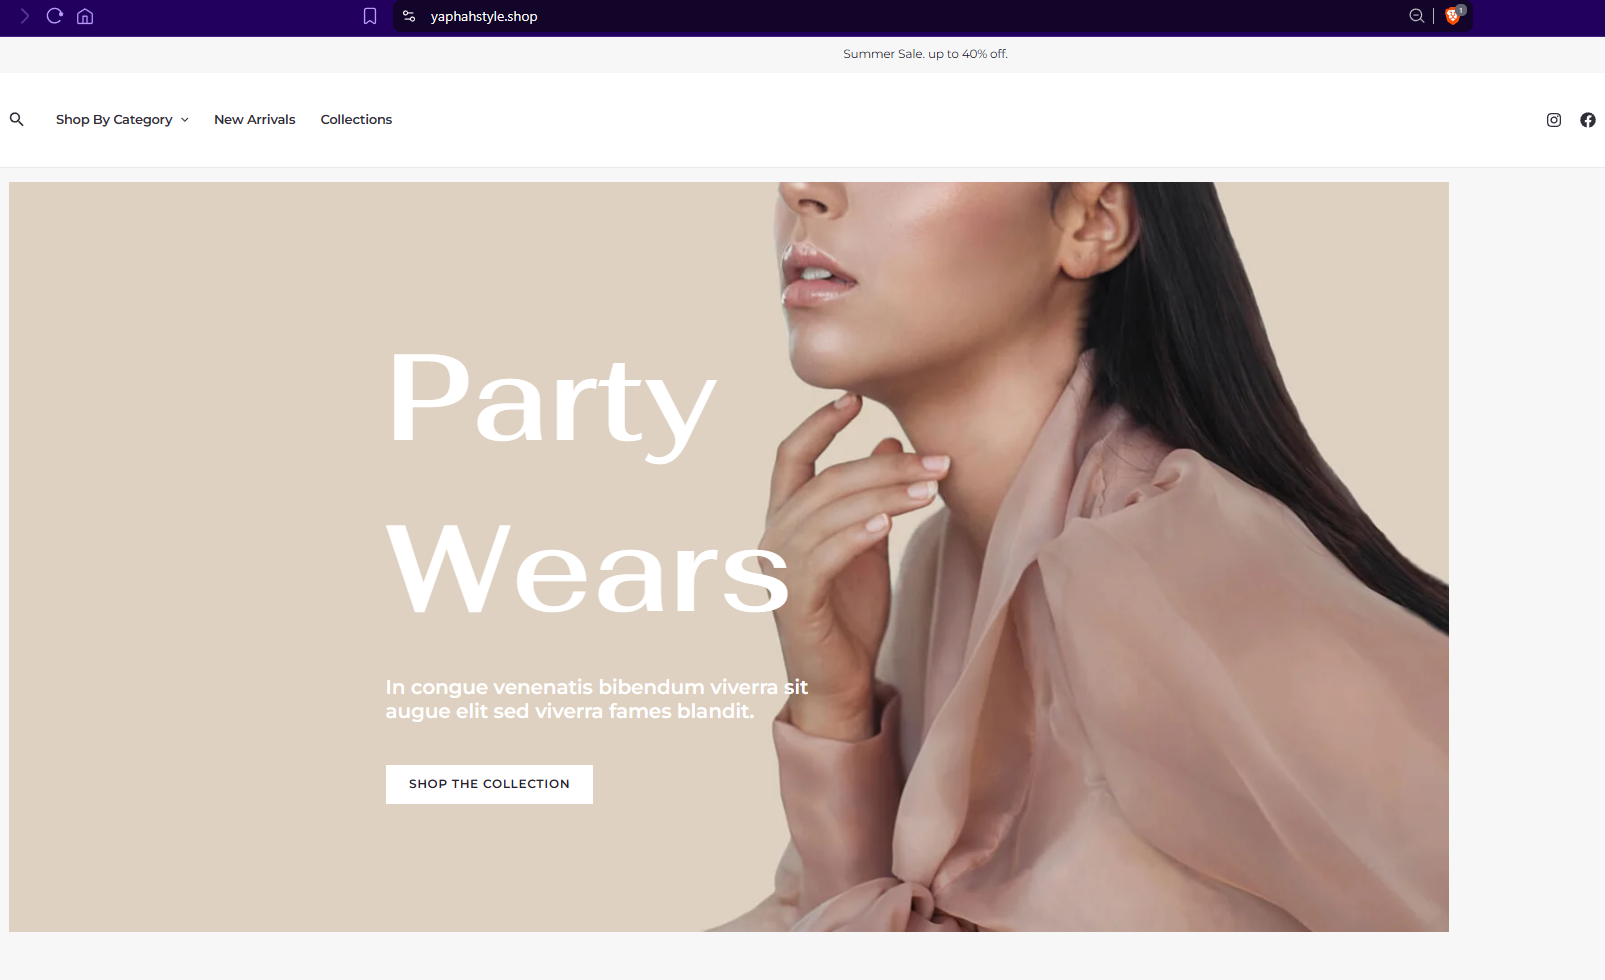 yaphahstyle.shop
1
Summer Sale. up to 40% off.
Shop By Category
New Arrivals
Collections
Party
Wears
In congue venenatis bibendum viverra sit
augue elit sed viverra fames blandit.
SHOP THE COLLECTION